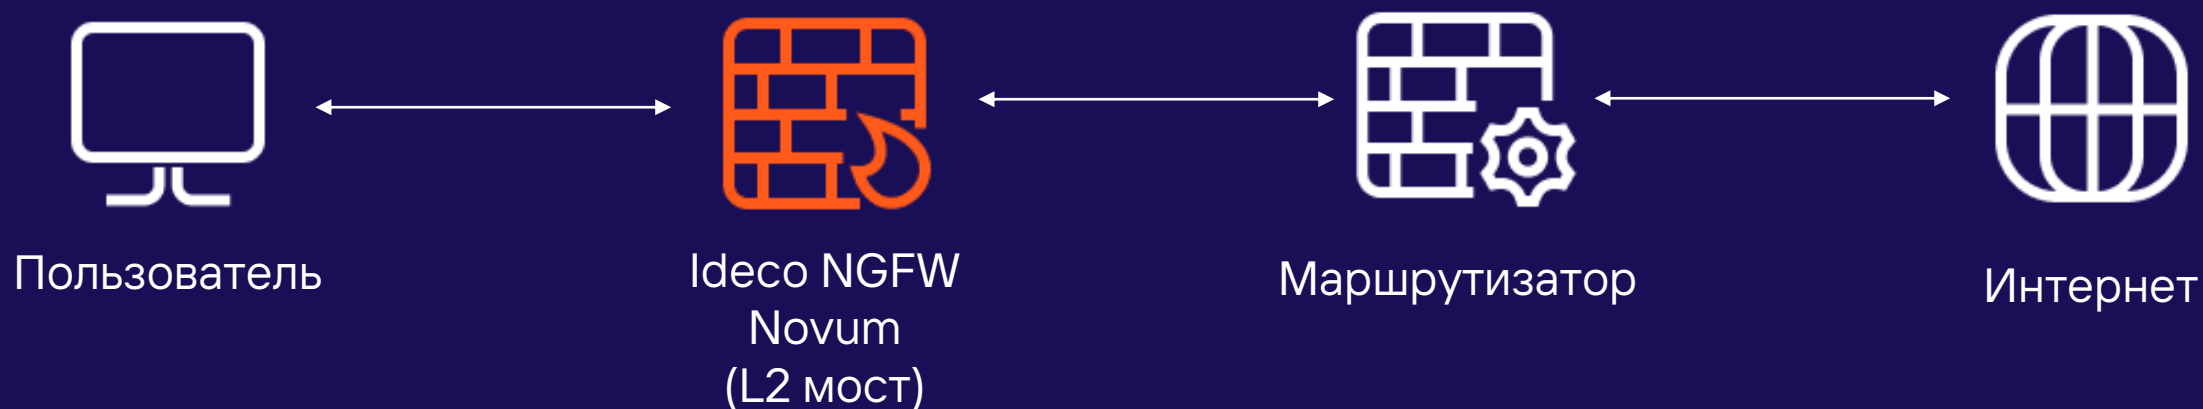 Пользователь
Ideco NGFW
Novum
(L2 мост)
Маршрутизатор
Интернет